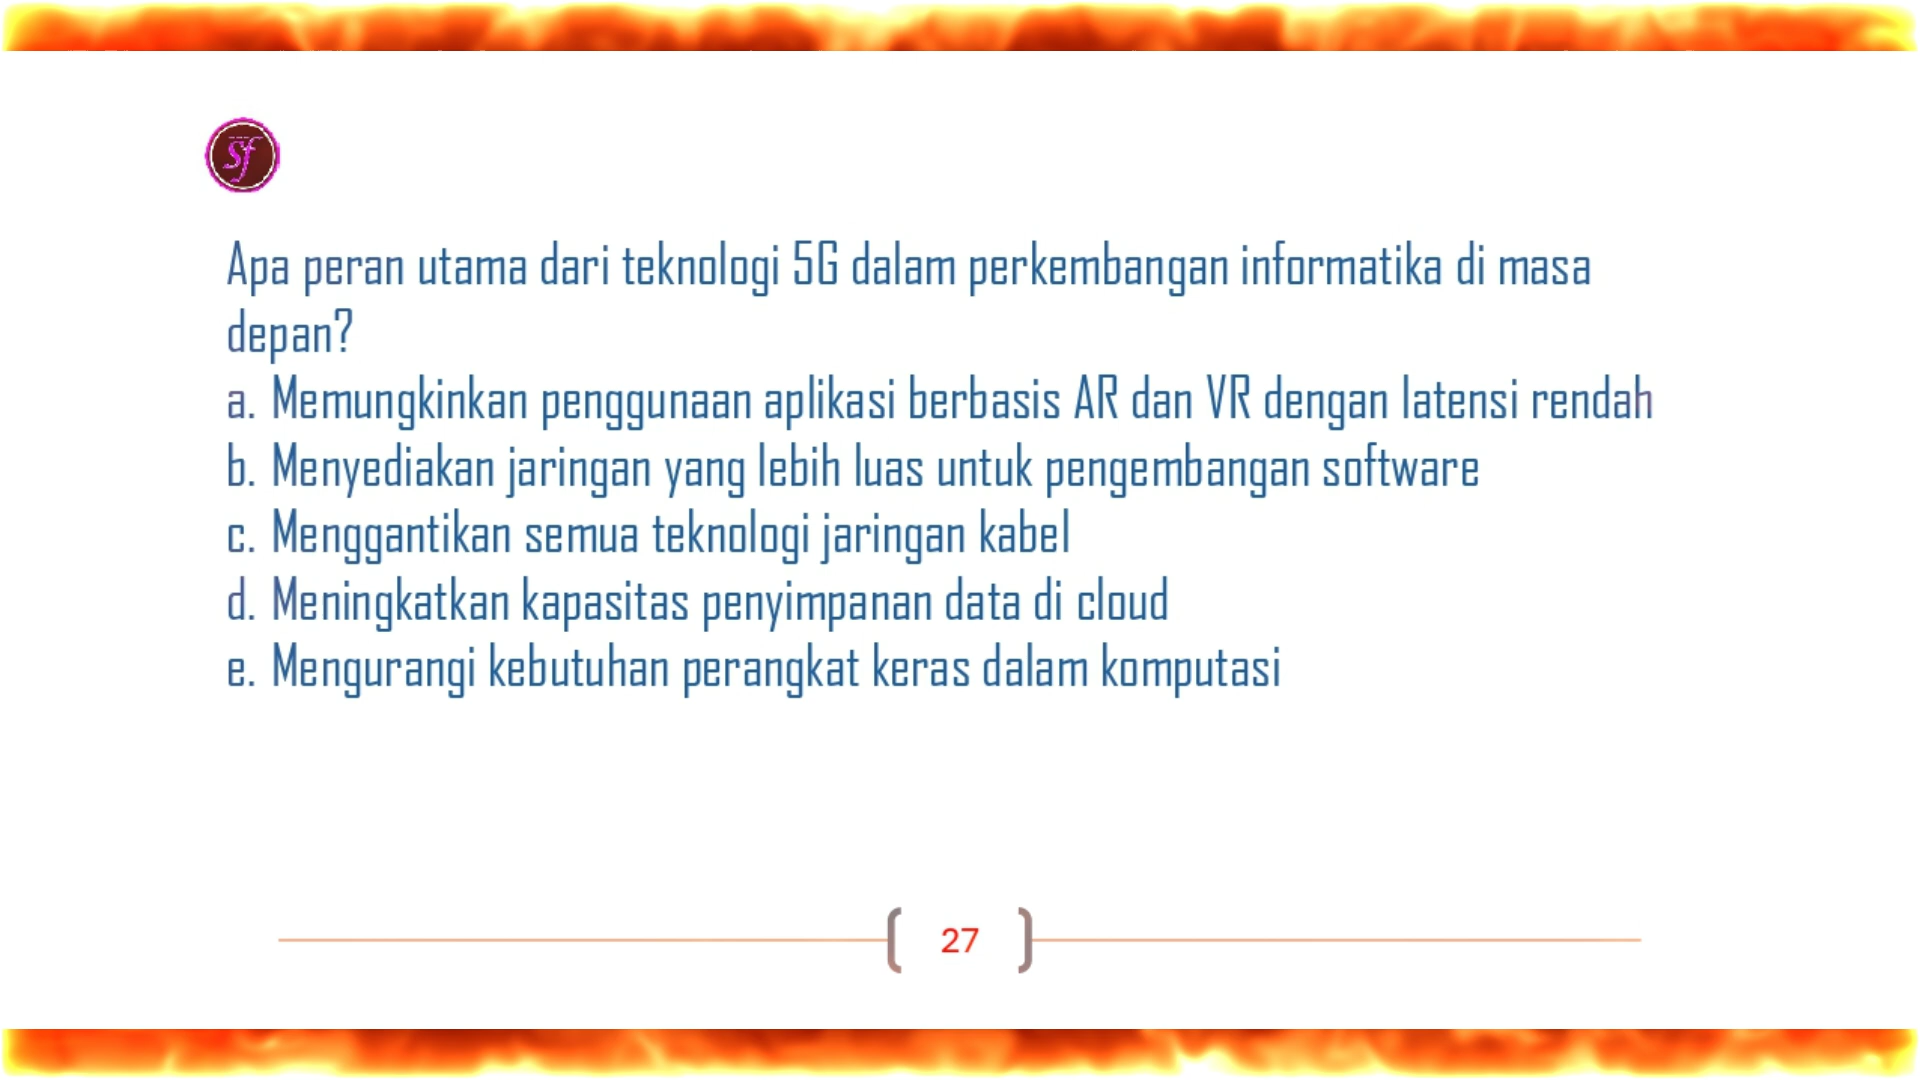 sf
Apa peran utama dari teknologi 5G dalam perkembangan informatika di masa
depan?
a. Memungkinkan penggunaan aplikasi berbasis AR dan VR dengan latensi rendah
b. Menyediakan jaringan yang lebih luas untuk pengembangan software
c. Menggantikan semua teknologi jaringan kabel
d. Meningkatkan kapasitas penyimpanan data di cloud
e. Mengurangi kebutuhan perangkat keras dalam komputasi
27